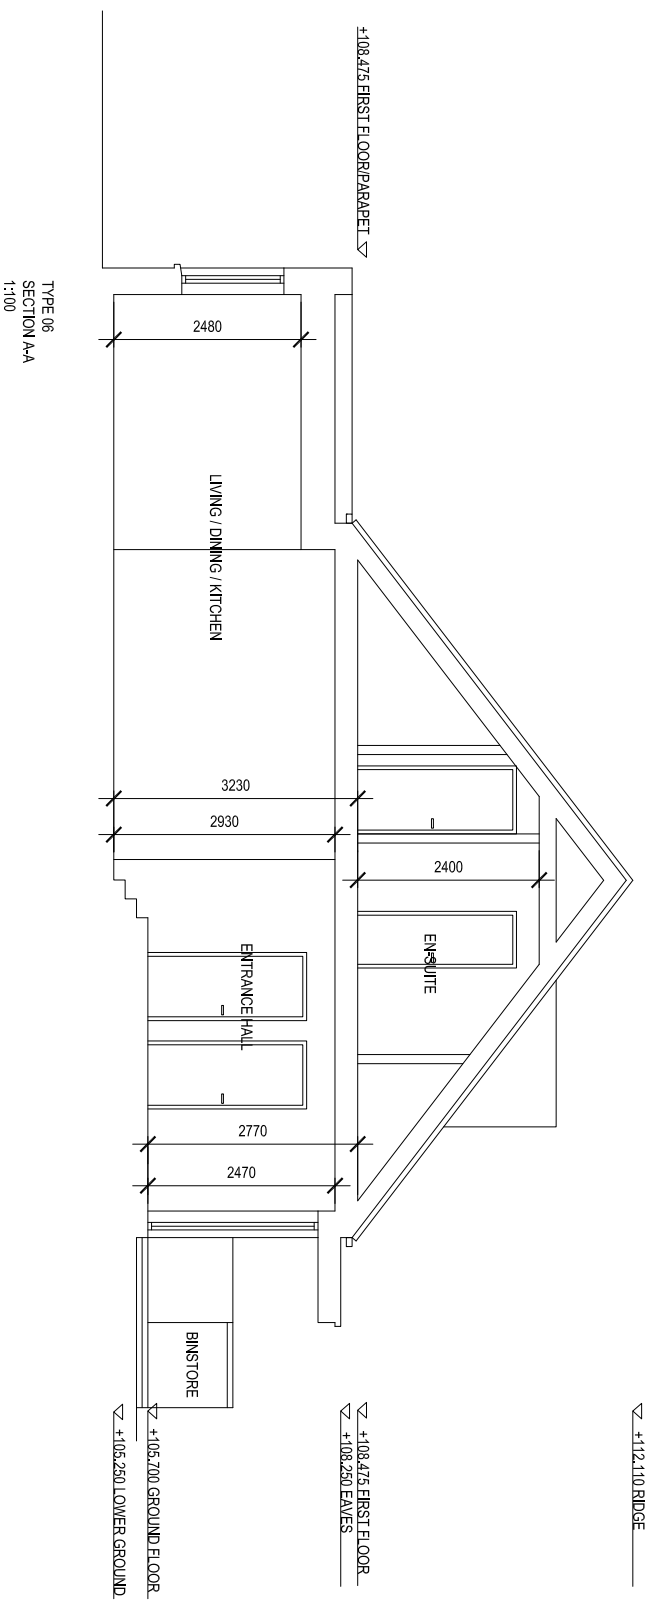 +112.110 RIDGE
+108.475 FIRST FLOOR/PARAPET
+108.475 FIRST FLOOR
+108.250 EAVES
2400
EN-SUITE
2480
LIVING / DINING / KITCHEN
3230
2930
ENTRANCE HALL
2770
2470
BINSTORE
+105.700 GROUND FLOOR
+105.250 LOWER GROUND
TYPE 06
SECTION A-A
1:100